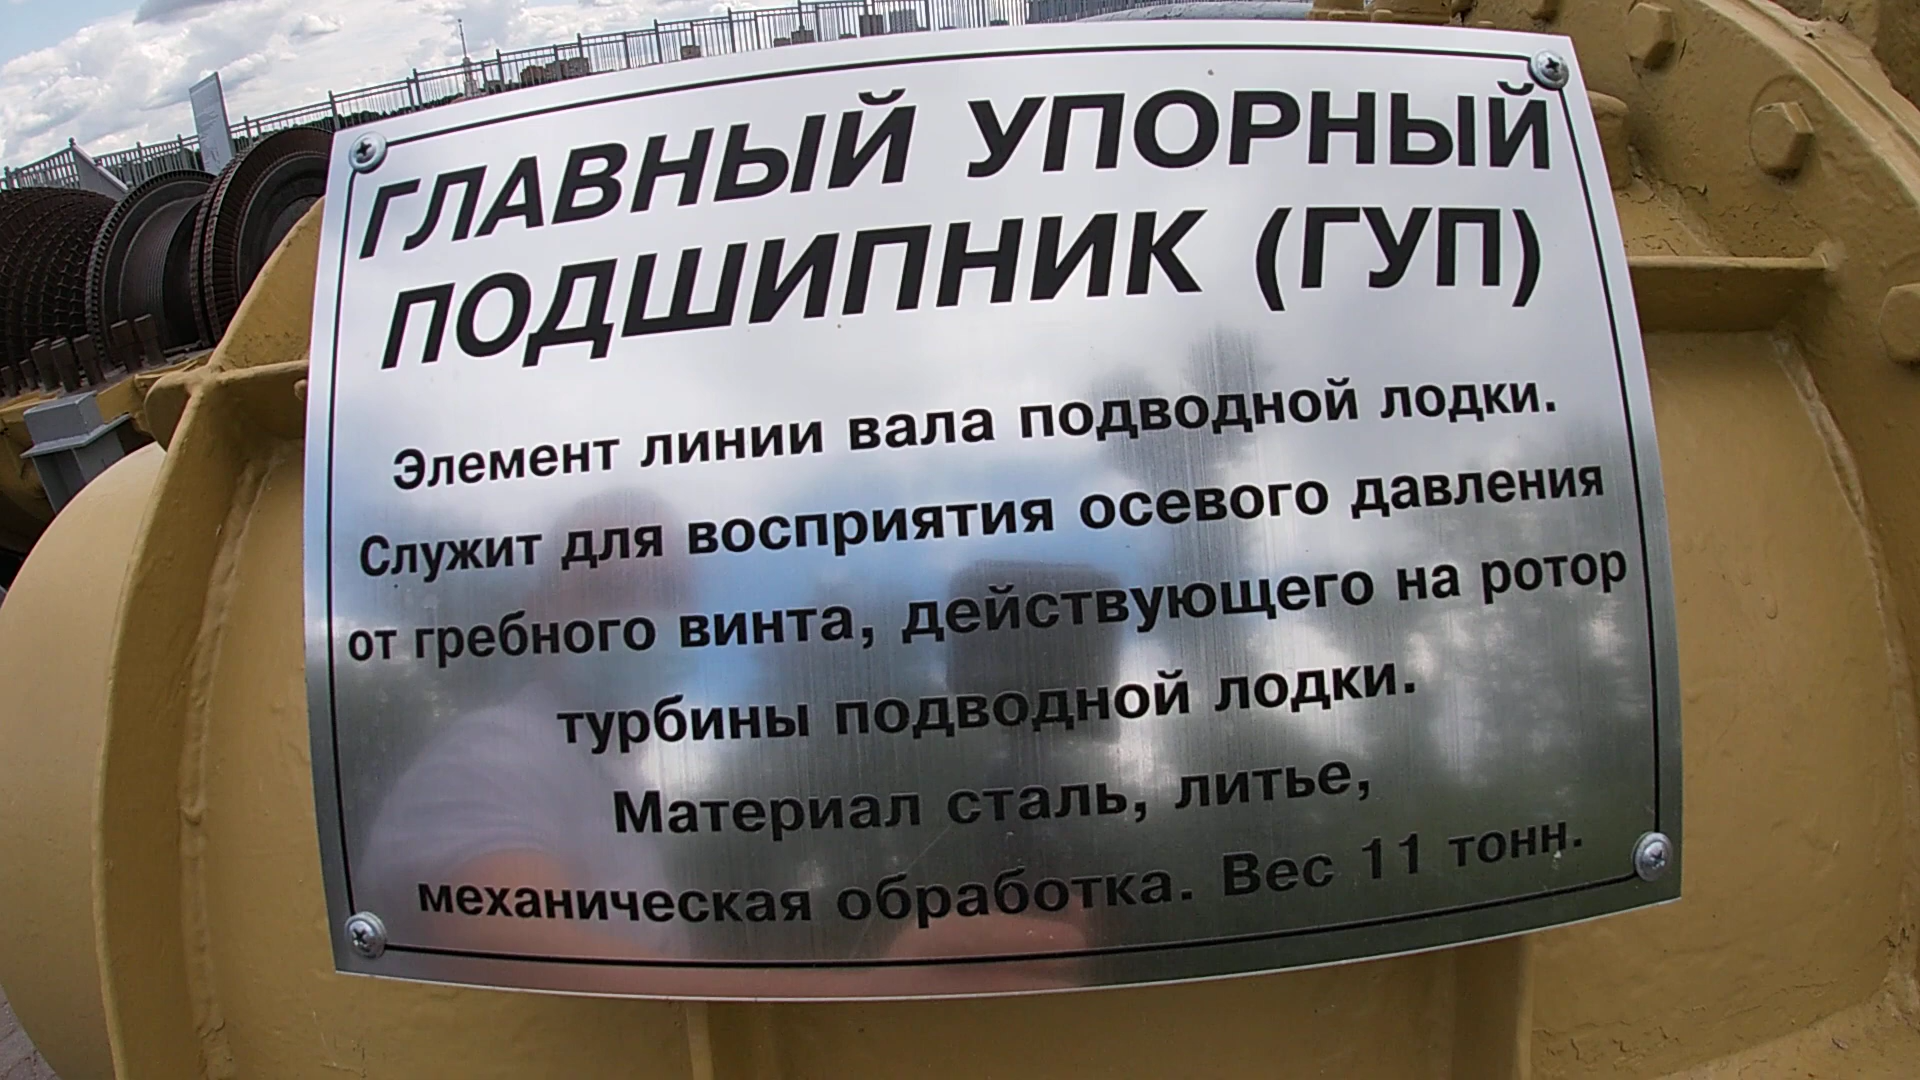 ГЛАВНЫЙ УПОРНЫЙ
ПОДШИПНИК (ГУП)
Элемент линии вала подводной лодки.
Служит для восприятия осевого давления
от гребного винта, действующего на ротор
турбины подводной лодки.
Материал сталь, литье,
механическая обработка. Вес 11 тонн.